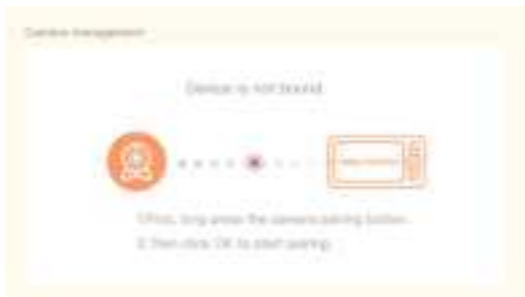 Camera management
Device is not bound
1.First, long press the camera pairing button.
2.Then click OK to start pairing.